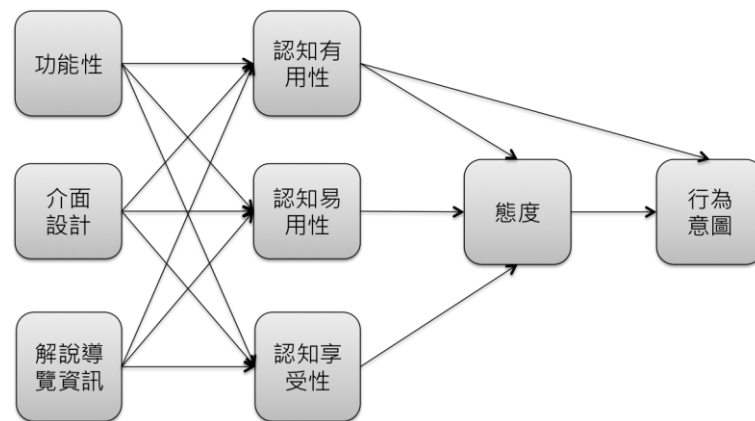 功能性
認知有
用性
介面
設計
認知易
用性
態度
行為
意圖
解說導
覽資訊
認知享
受性